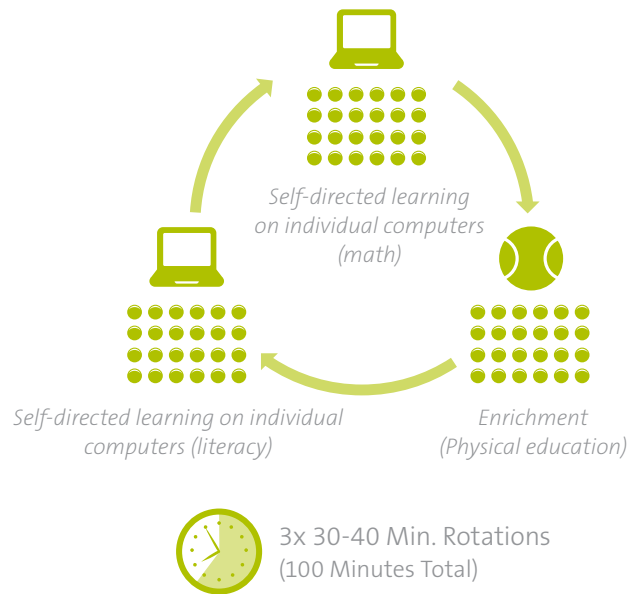 Self-directed learning
on individual computers
(math)
Self-directed learning on individual
computers (literacy)
Enrichment
(Physical education)
3x 30-40 Min. Rotations
(100 Minutes Total)